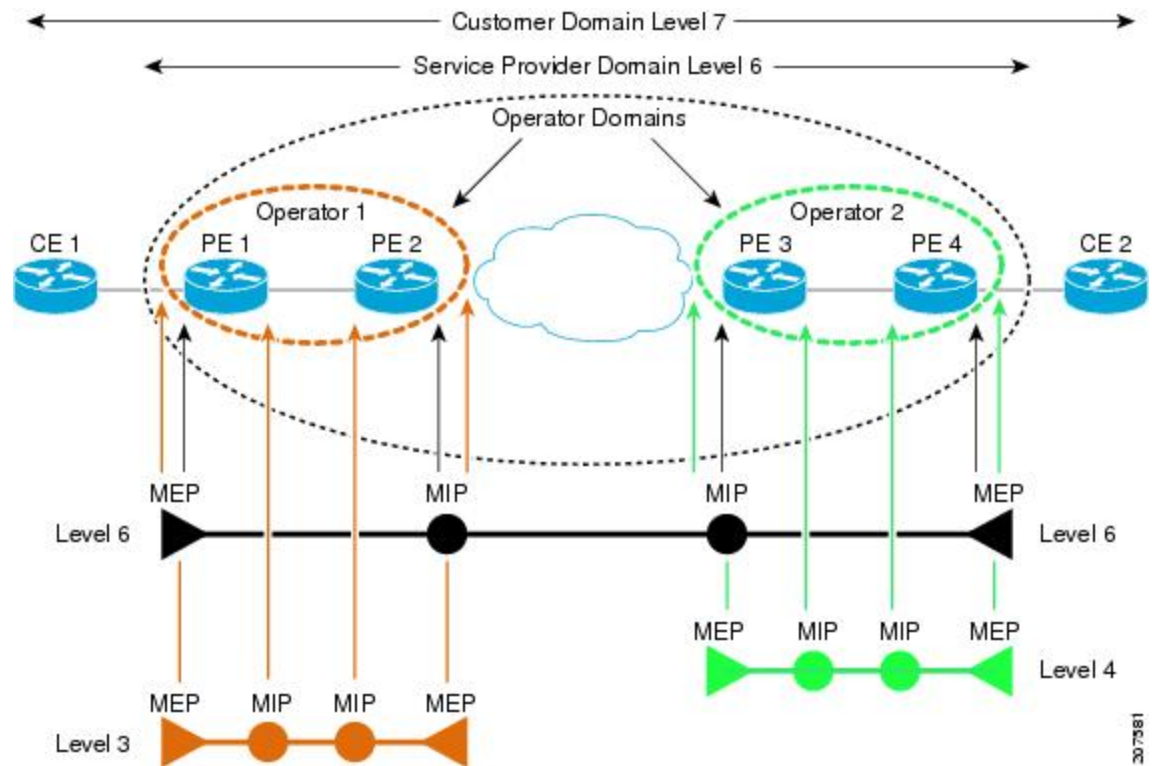 Customer Domain Level 7
Service Provider Domain Level 6
Operator Domains
Operator 1
Operator 2
CE 1
PE 1
PE 2
PE 3
PE 4
CE 2
MEP
MIP
MIP
MEP
Level 6
Level 6
MEP
MIP
MIP
MEP
Level 4
MEP
MIP
MIP
MEP
Level 3
207581